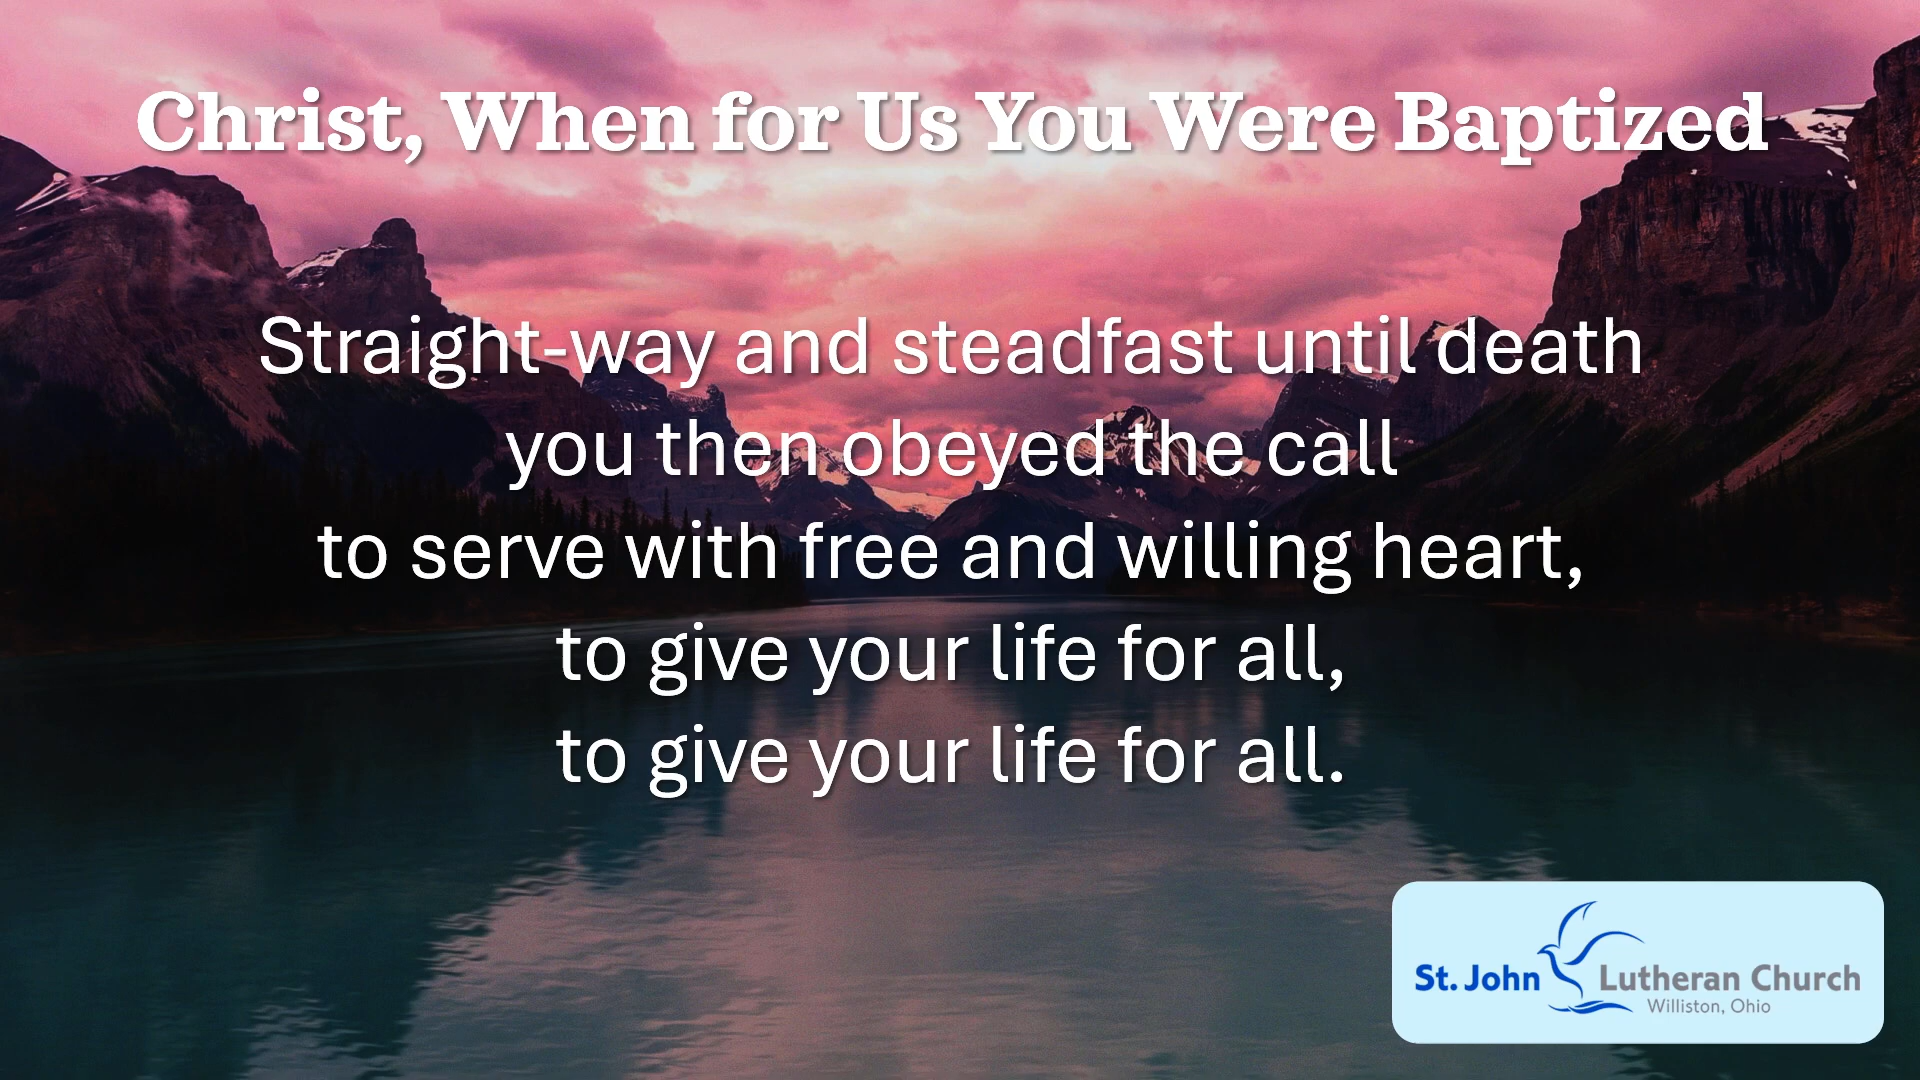 Christ, When for Us You Were Baptized
Straight-way and steadfast until death
you then obeyed the call
to serve with free and willing heart,
to give your life for all,
to give your life for all.
St. John Lutheran Church
Williston, Ohio